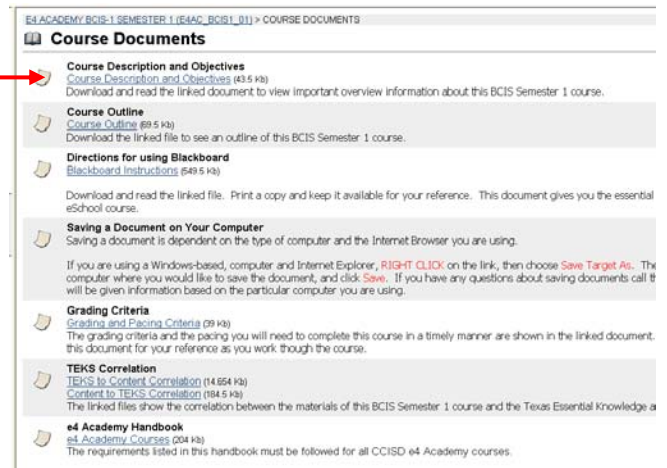 E4 ACADEMY BCIS-1 SEMESTER 1 (E4AC_BCIS1_01) > COURSE DOCUMENTS
Course Documents
Course Description and Objectives
Course Description and Objectives (43.5 Kb)
Download and read the linked document to view important overview information about this BCIS Semester 1 course.
Course Outline
Course Outline (69.5 Kb)
Download the linked file to see an outline of this BCIS Semester 1 course.
Directions for using Blackboard
Blackboard Instructions (549.5 Kb)
Download and read the linked file. Print a copy and keep it available for your reference. This document gives you the essential
eSchool course.
Saving a Document on Your Computer
Saving a document is dependent on the type of computer and the Internet Browser you are using.
If you are using a Windows-based, computer and Internet Explorer, RIGHT CLICK on the link, then choose Save Target As. The
computer where you would like to save the document, and click Save. If you have any questions about saving documents call th
will be given information based on the particular computer you are using.
Grading Criteria
Grading and Pacing Criteria (39 Kb)
The grading criteria and the pacing you will need to complete this course in a timely manner are shown in the linked document.
this document for your reference as you work though the course.
TEKS Correlation
TEKS to Content Correlation (14.654 Kb)
Content to TEKS Correlation (184.5 Kb)
The linked files show the correlation between the materials of this BCIS Semester 1 course and the Texas Essential Knowledge a
e4 Academy Handbook
e4 Academy Courses (204 Kb)
The requirements listed in this handbook must be followed for all CCISD e4 Academy courses.